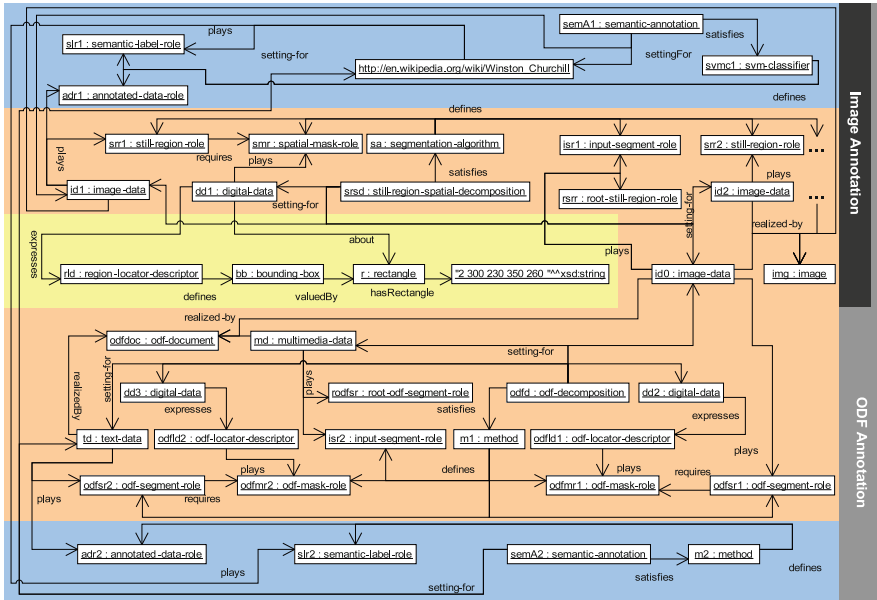 plays
semA1 : semantic-annotation
satisfies
slr1 : semantic-label-role
setting-for
settingFor
http://en.wikipedia.org/wiki/Winston_Churchill
svmc1 : svm-classifier
adr1 : annotated-data-role
defines
defines
srr1 : still-region-role
smr : spatial-mask-role
sa : segmentation-algorithm
isr1 : input-segment-role
srr2 : still-region-role
...
plays
requires
plays
satisfies
plays
id1 : image-data
dd1 : digital-data
srsd : still-region-spatial-decomposition
rsrr : root-still-region-role
id2 : image-data
...
setting-for
setting-for
realized-by
expresses
about
plays
rld : region-locator-descriptor
bb : bounding-box
r : rectangle
"2 300 230 350 260 "^^xsd:string
id0 : image-data
img : image
defines
valuedBy
hasRectangle
Image Annotation
realized-by
odfdoc : odf-document
md : multimedia-data
setting-for
setting-for
realizedBy
plays
dd3 : digital-data
rodfsr : root-odf-segment-role
odfd : odf-decomposition
dd2 : digital-data
expresses
satisfies
expresses
td : text-data
odfld2 : odf-locator-descriptor
isr2 : input-segment-role
m1 : method
odfld1 : odf-locator-descriptor
plays
plays
defines
plays
requires
odfsr2 : odf-segment-role
odfmr2 : odf-mask-role
odfmr1 : odf-mask-role
odfsr1 : odf-segment-role
plays
requires
ODF Annotation
adr2 : annotated-data-role
slr2 : semantic-label-role
semA2 : semantic-annotation
m2 : method
plays
satisfies
defines
setting-for